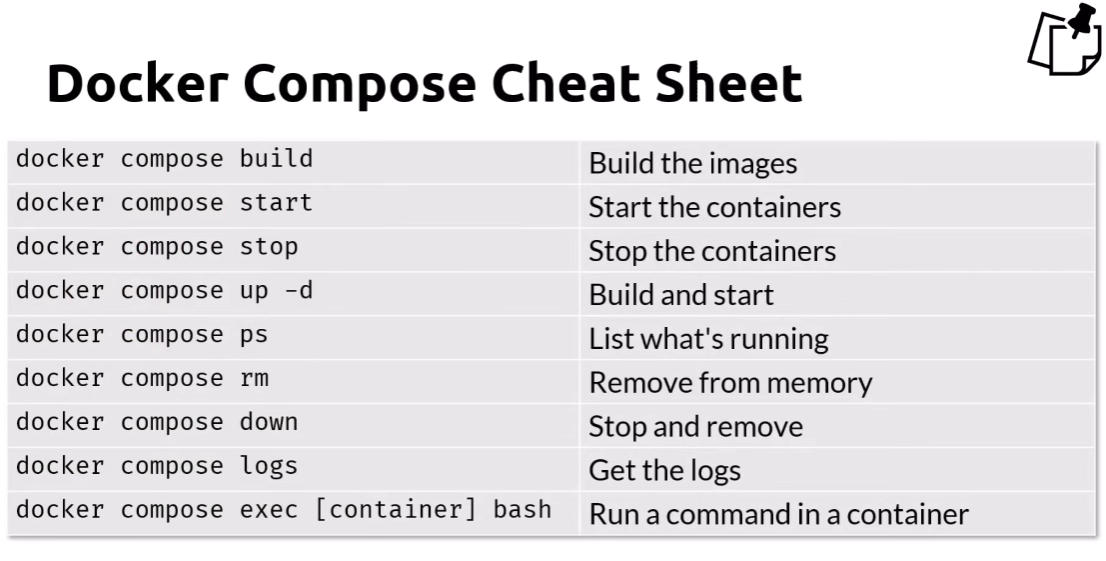 Docker Compose Cheat Sheet
docker compose build Build the images
docker compose start Start the containers
docker compose stop Stop the containers
docker compose up -d Build and start
docker compose ps List what's running
docker compose rm Remove from memory
docker compose down Stop and remove
docker compose logs Get the logs
docker compose exec [container] bash Run a command in a container